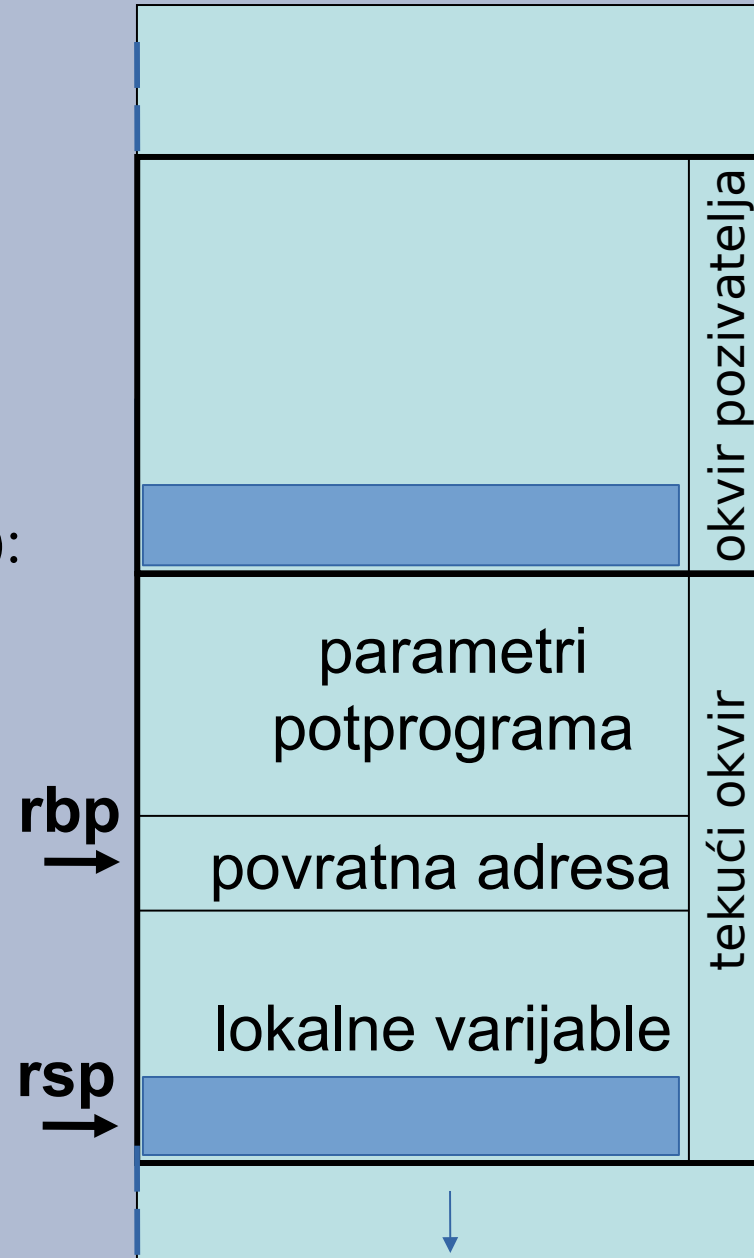 okvir pozivatelja
):
parametri
potprograma
rbp
povratna adresa
tekući okvir
lokalne varijable
rsp